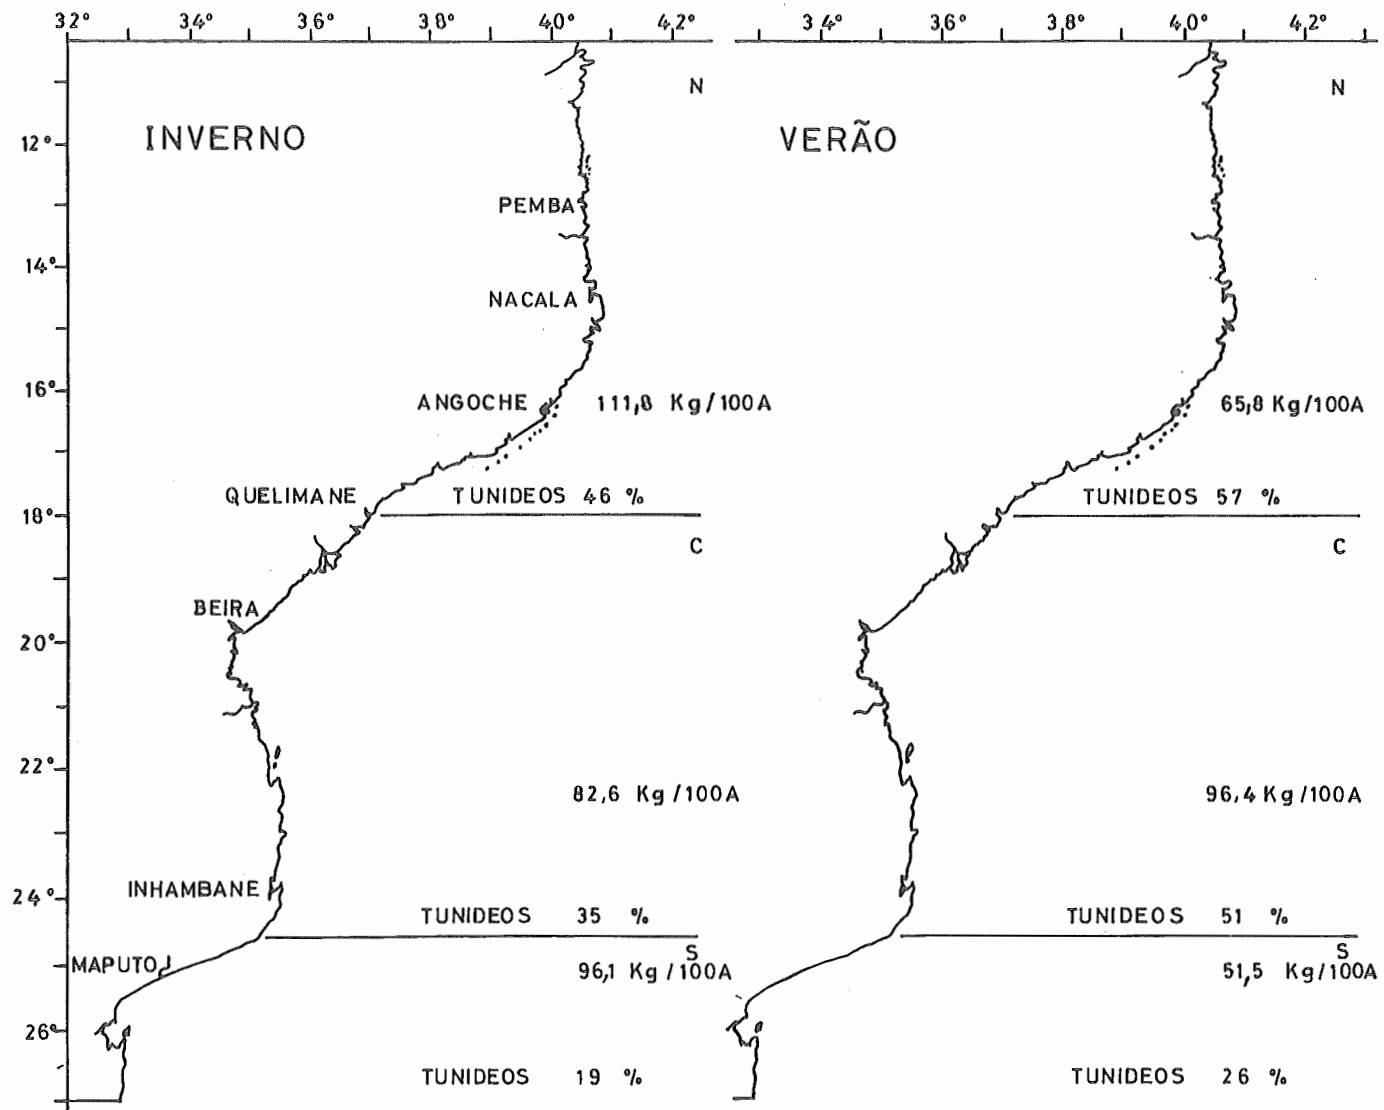 32° 34° 36° 38° 40° 42°
34° 36° 38° 40° 42°
N
N
INVERNO
VERÃO
12°
PEMBA
14°
NACALA
16°
ANGOCHE 111,8 Kg/100A
65,8 Kg/100A
QUELIMANE TUNIDEOS 46 %
TUNIDEOS 57 %
18°
C
C
BEIRA
20°
22°
82,6 Kg/100A
96,4 Kg/100A
INHAMBANE
24°
TUNIDEOS 35 %
TUNIDEOS 51 %
S
S
MAPUTO
96,1 Kg/100A
51,5 Kg/100A
26°
TUNIDEOS 19 %
TUNIDEOS 26 %